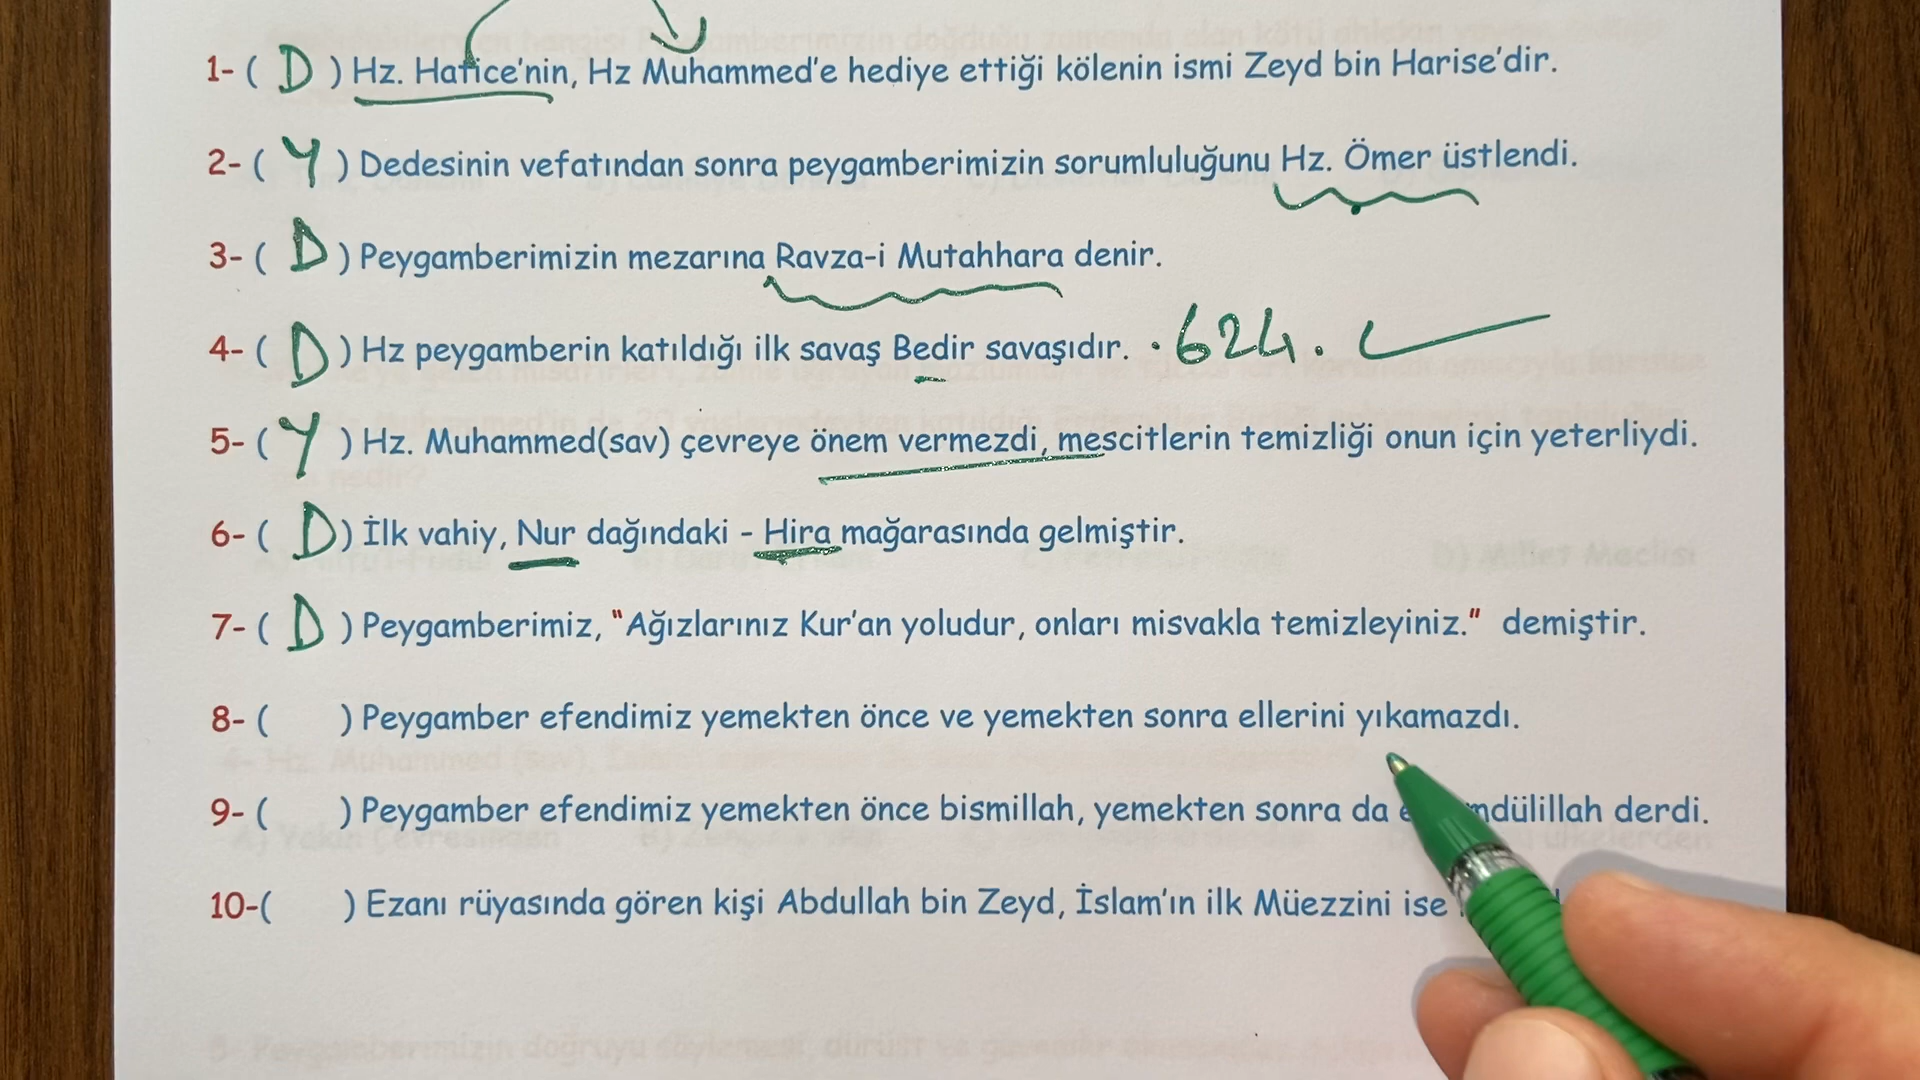 1- ( D ) Hz. Hatice'nin, Hz Muhammed'e hediye ettiği kölenin ismi Zeyd bin Harise'dir.
2- ( Y ) Dedesinin vefatından sonra peygamberimizin sorumluluğunu Hz. Ömer üstlendi.
3- ( D ) Peygamberimizin mezarına Ravza-i Mutahhara denir.
4- ( D ) Hz peygamberin katıldığı ilk savaş Bedir savaşıdır. . 624.
5- ( Y ) Hz. Muhammed(sav) çevreye önem vermezdi, mescitlerin temizliği onun için yeterliydi.
6- ( D ) İlk vahiy, Nur dağındaki - Hira mağarasında gelmiştir.
7- ( D ) Peygamberimiz, "Ağızlarınız Kur'an yoludur, onları misvakla temizleyiniz." demiştir.
8- ( ) Peygamber efendimiz yemekten önce ve yemekten sonra ellerini yıkamazdı.
9- ( ) Peygamber efendimiz yemekten önce bismillah, yemekten sonra da derdi.
10-( ) Ezanı rüyasında gören kişi Abdullah bin Zeyd, İslam'ın ilk Müezzini ise